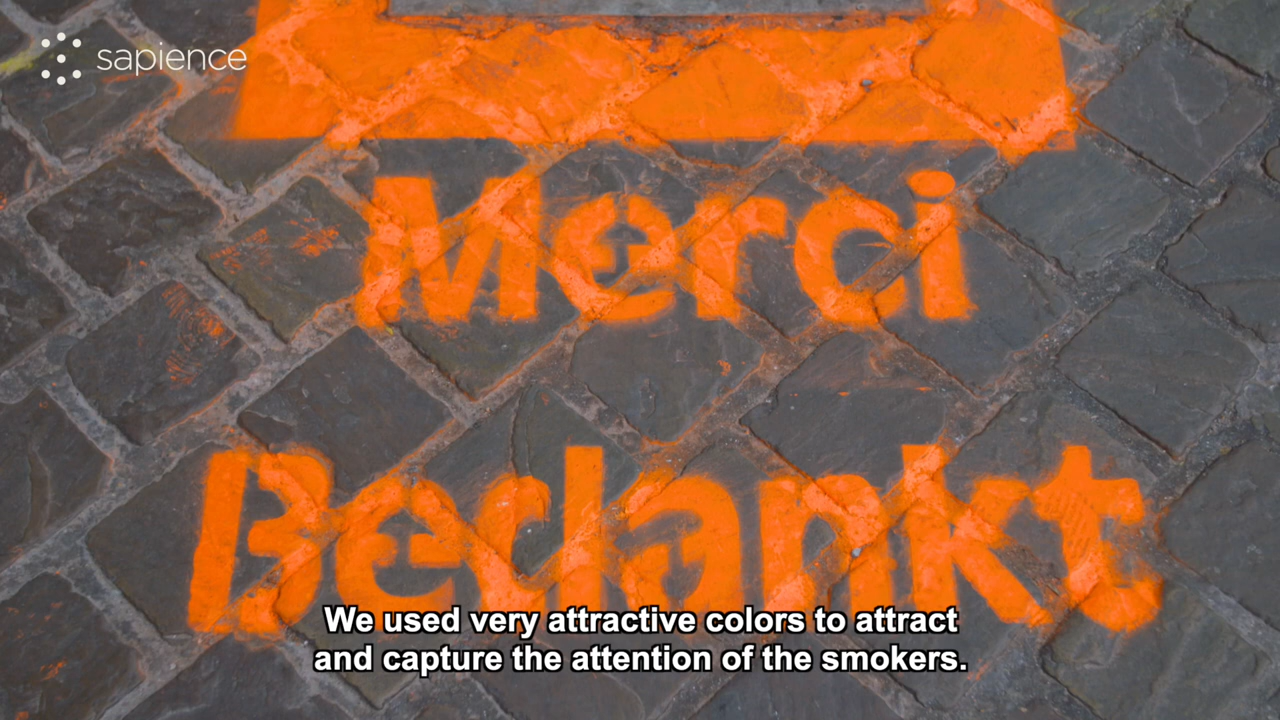 sapience
Merci
Bedankt
We used very attractive colors to attract
and capture the attention of the smokers.